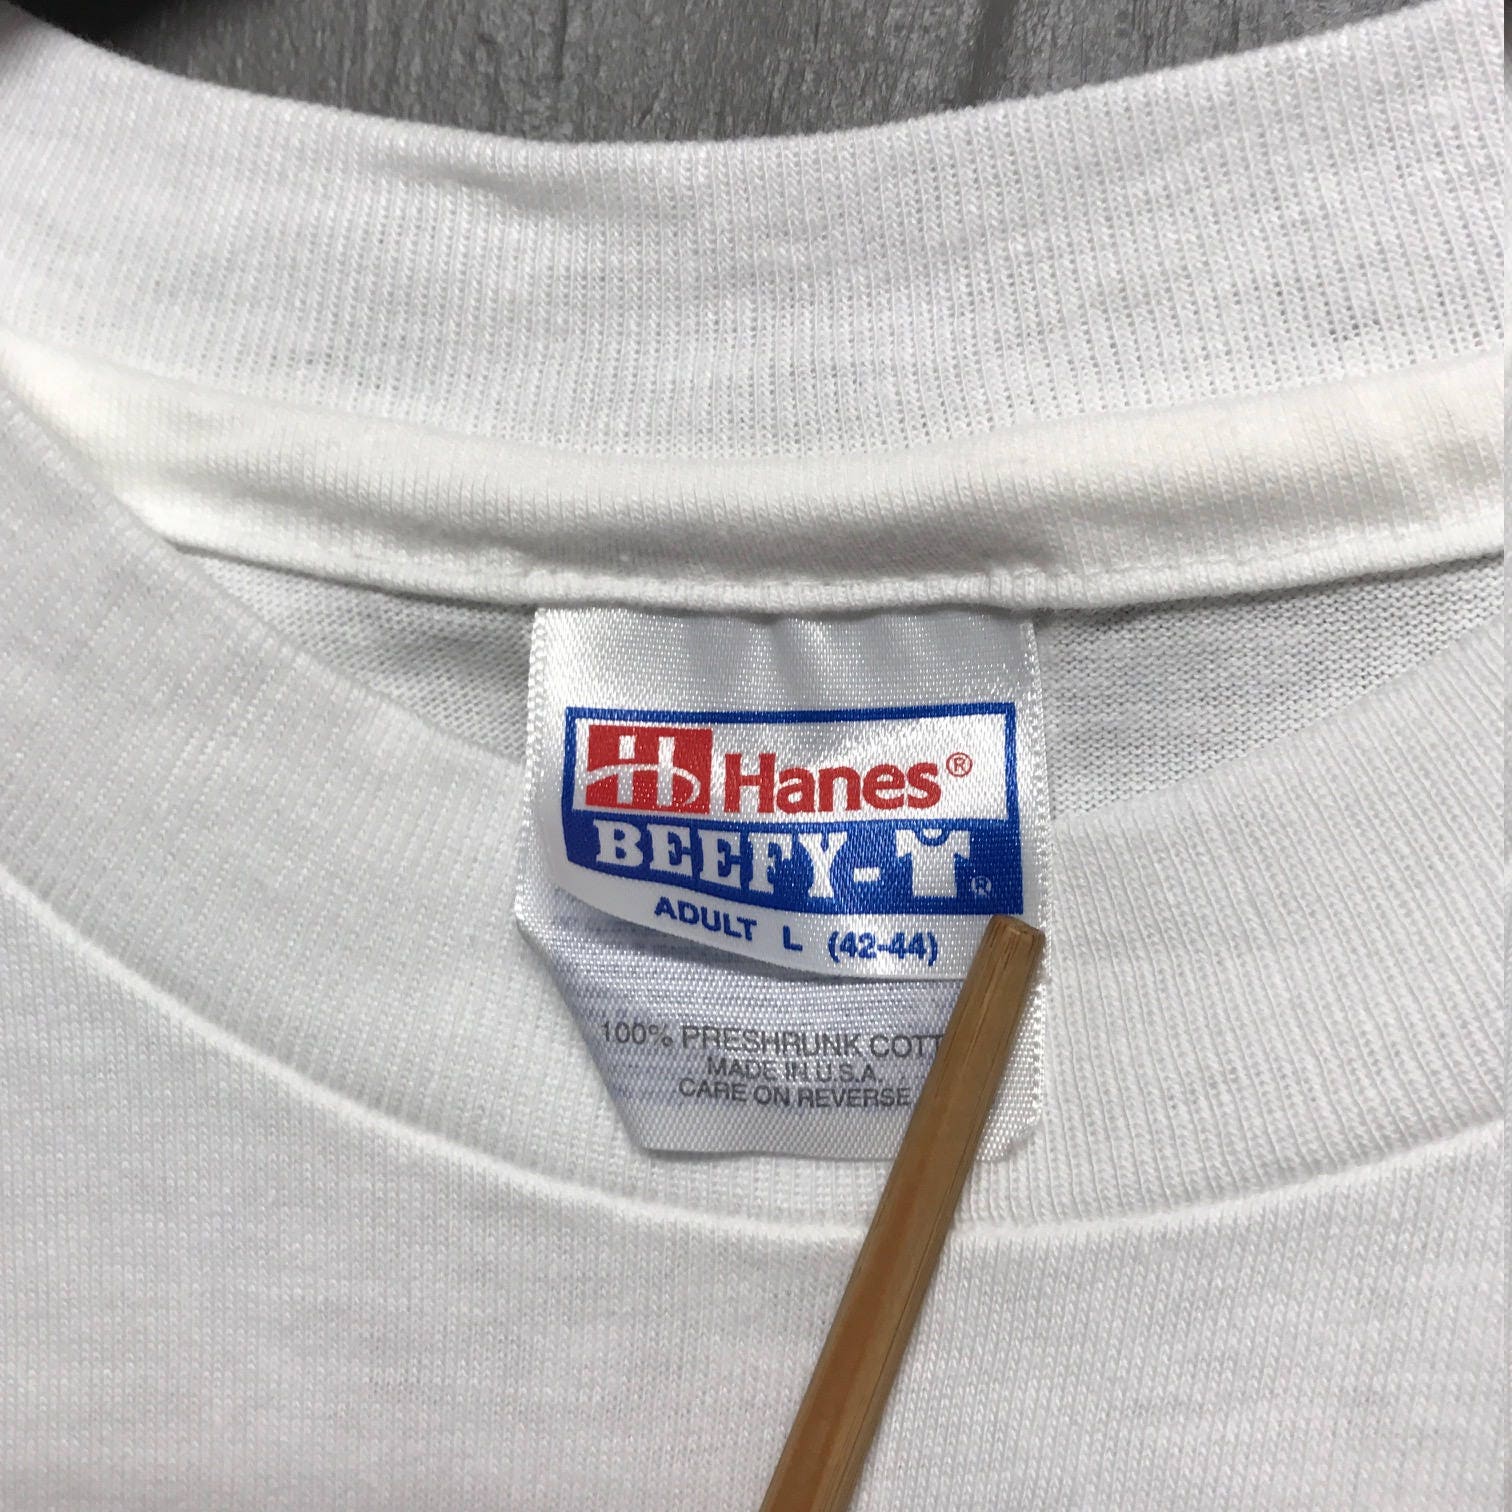 H Hanes®
BEEFY-T®
ADULT L (42-44)
100% PRESHRUNK COTT
MADE IN U.S.A.
CARE ON REVERSE